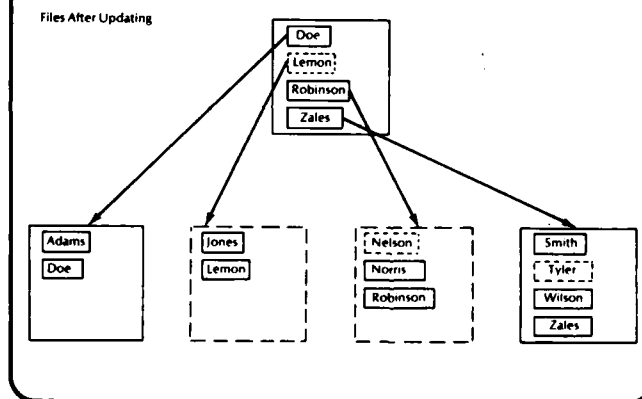 Files After Updating
Doe
Lemon
Robinson
Zales
Adams
Doe
Jones
Lemon
Nelson
Norris
Robinson
Smith
Tyler
Wilson
Zales